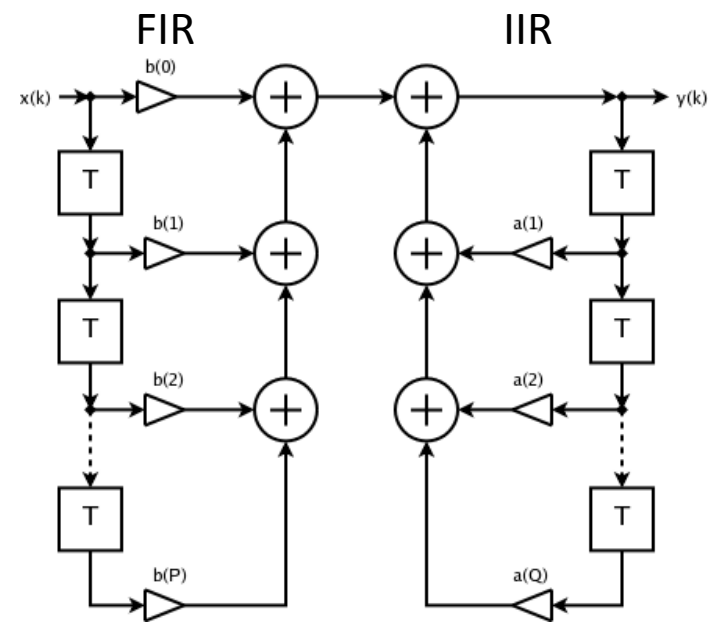 FIR IIR
b(0)
x(k) y(k)
T T
b(1) a(1)
T T
b(2) a(2)
T T
b(P) a(Q)